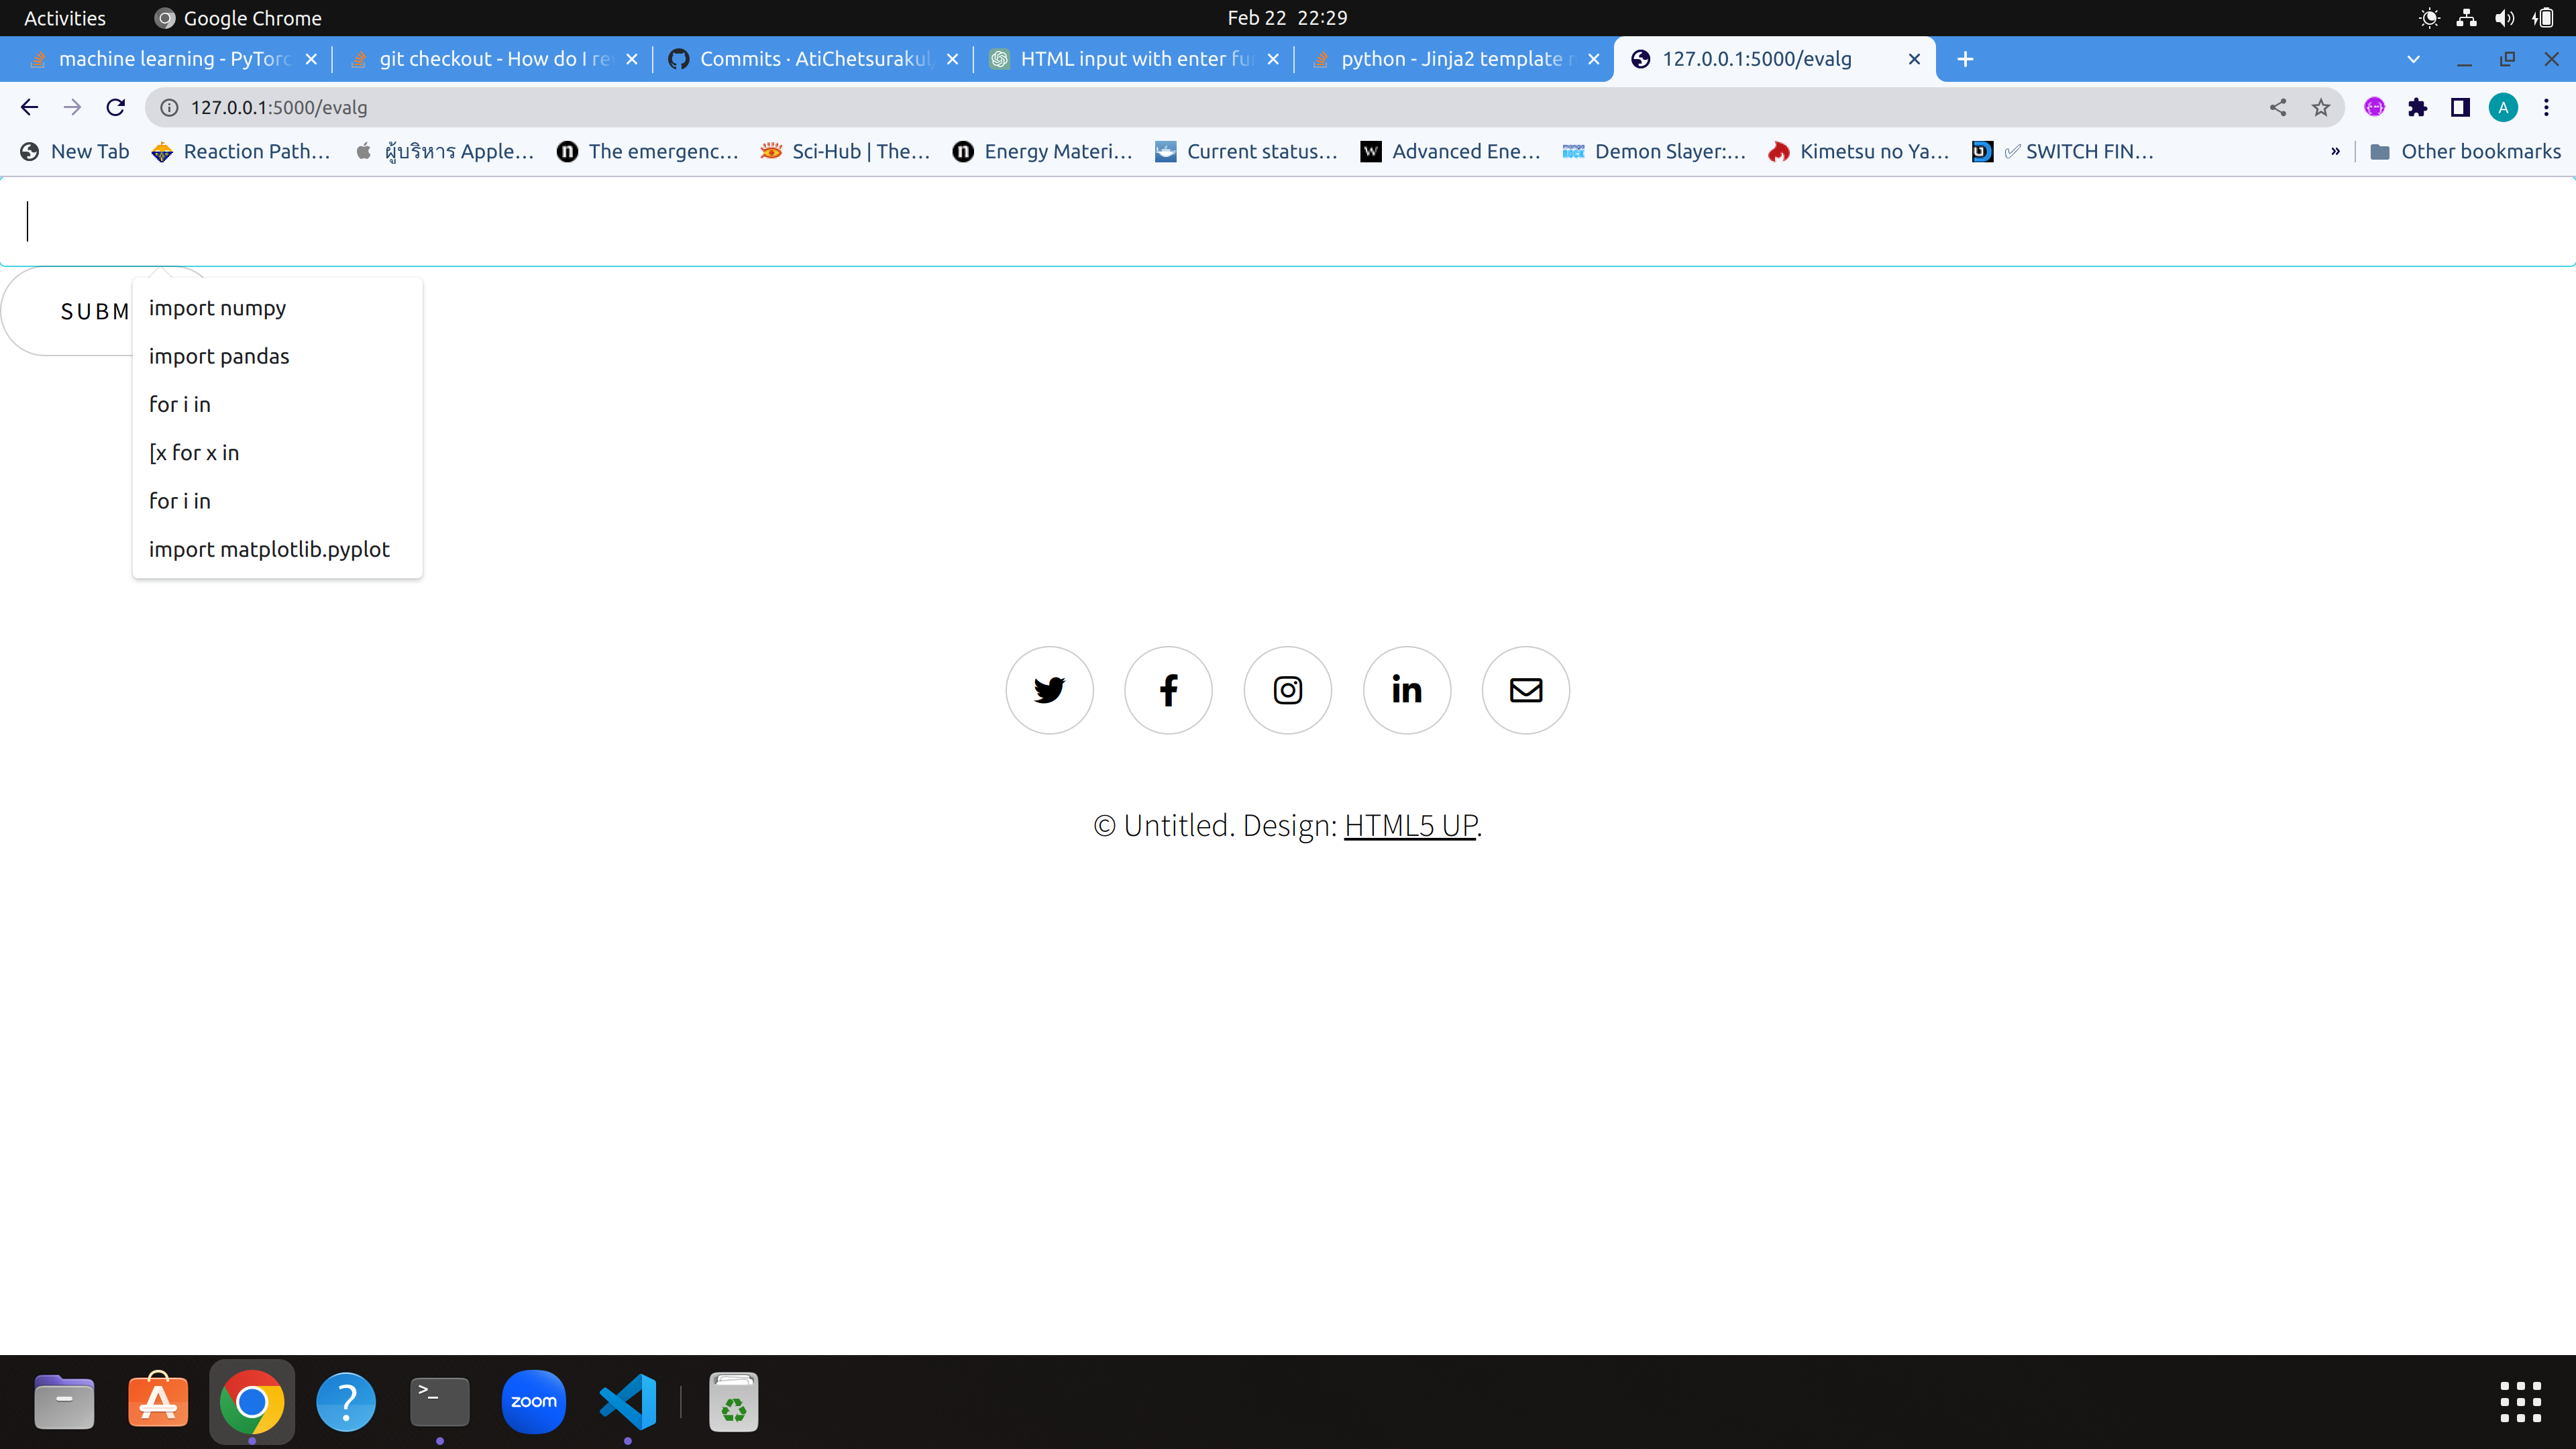 Activities Google Chrome Feb 22 22:29
machine learning - PyTorc git checkout - How do I re Commits · AtiChetsurakul HTML input with enter fu python - Jinja2 template 127.0.0.1:5000/evalg
127.0.0.1:5000/evalg A
New Tab Reaction Path… ผู้บริหาร Apple… The emergenc… Sci-Hub | The… Energy Materi… Current status… Advanced Ene… Demon Slayer:… Kimetsu no Ya… ✅ SWITCH FIN… » Other bookmarks
SUBM
import numpy
import pandas
for i in
[x for x in
for i in
import matplotlib.pyplot
© Untitled. Design: HTML5 UP.
zoom